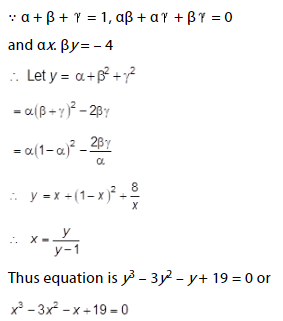 ∵ α + β + γ = 1, αβ + αγ + βγ = 0
and αx. βy = – 4
∴ Let y = α+β²+γ²
= α(β+γ)² – 2βγ
= α(1–α)² – 2βγ/α
∴ y = x + (1–x)² + 8/x
∴ x = y/(y–1)
Thus equation is y³ – 3y² – y + 19 = 0 or
x³ – 3x² – x + 19 = 0